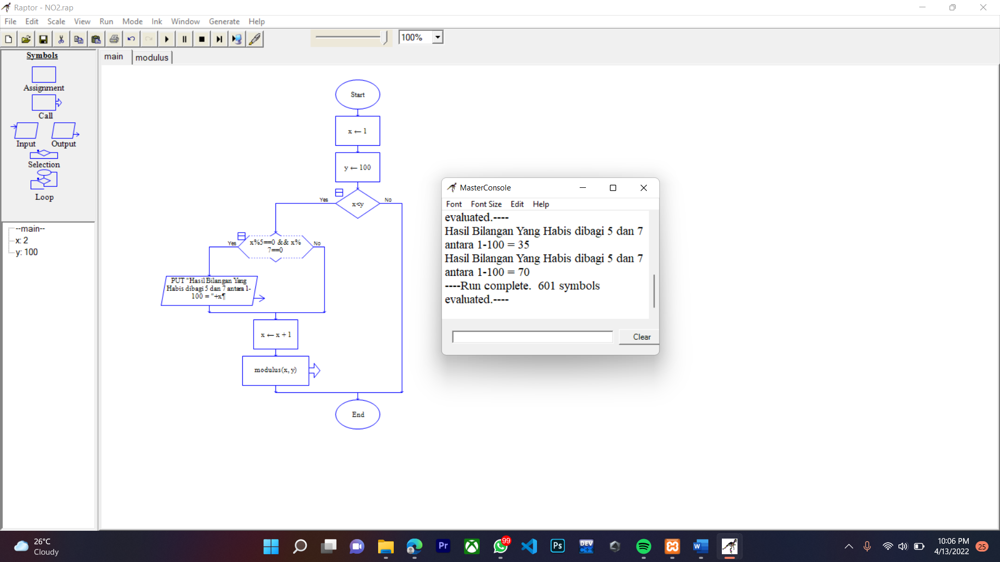 Raptor - NO2.rap
File Edit Scale View Run Mode Ink Window Generate Help
100%
Symbols
Assignment
Call
Input Output
Selection
Loop
--main--
x: 2
y: 100
main modulus
Start
x ← 1
y ← 100
Yes x<y No
Yes x%5==0 && x% No
7==0
PUT "Hasil Bilangan Yang
Habis dibagi 5 dan 7 antara 1-
100 = "+x¶
x ← x + 1
modulus(x, y)
End
MasterConsole
Font Font Size Edit Help
evaluated.----
Hasil Bilangan Yang Habis dibagi 5 dan 7
antara 1-100 = 35
Hasil Bilangan Yang Habis dibagi 5 dan 7
antara 1-100 = 70
----Run complete.  601 symbols
evaluated.----
Clear
26°C
Cloudy
Pr
99
Ps
DEV
C++
W
10:06 PM
4/13/2022
25